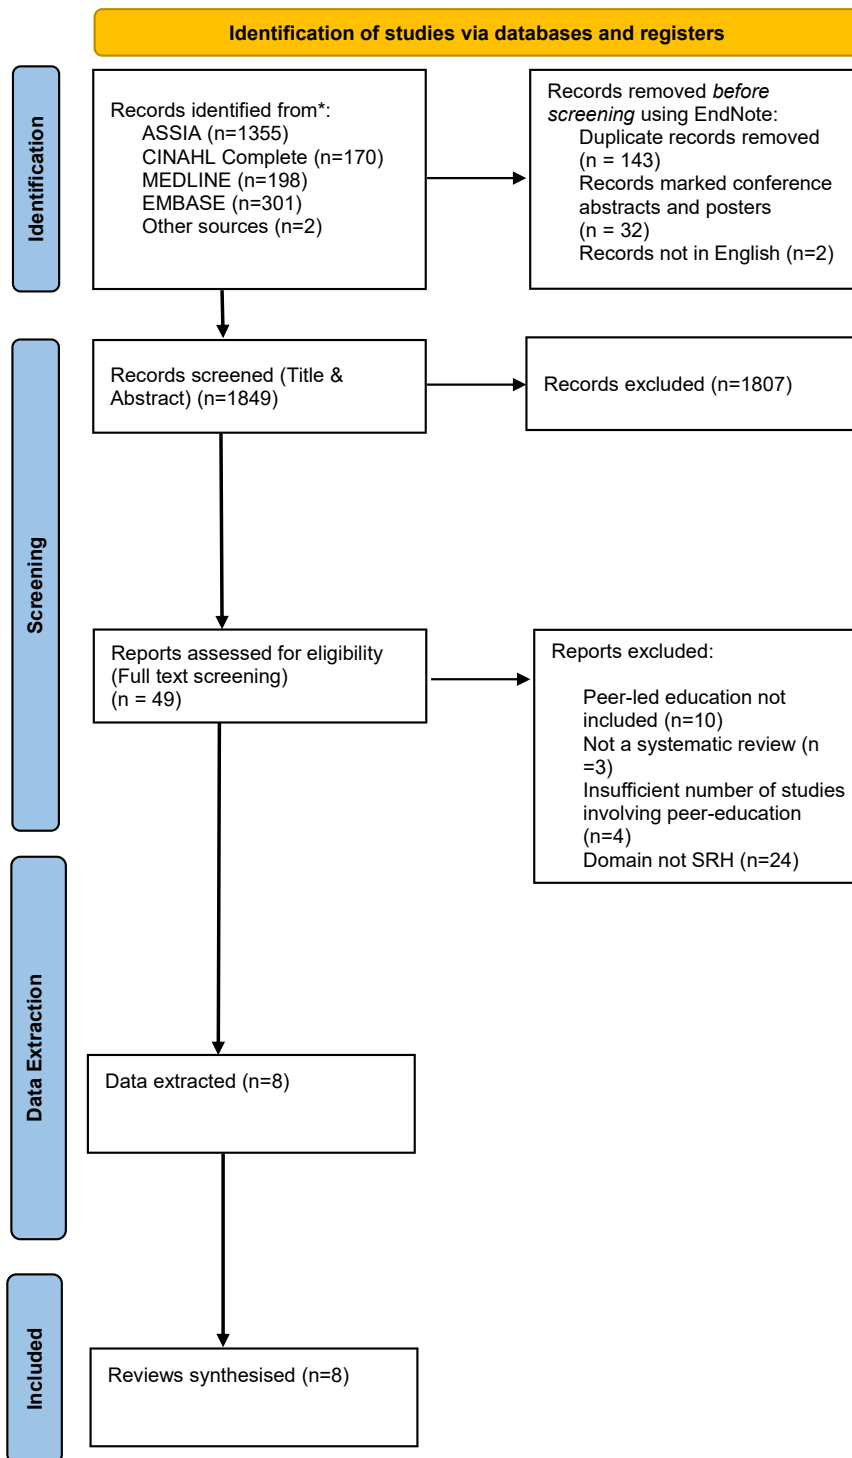 Identification of studies via databases and registers
Identification
Records identified from*:
ASSIA (n=1355)
CINAHL Complete (n=170)
MEDLINE (n=198)
EMBASE (n=301)
Other sources (n=2)
Records removed before
screening using EndNote:
Duplicate records removed
(n = 143)
Records marked conference
abstracts and posters
(n = 32)
Records not in English (n=2)
Screening
Records screened (Title &
Abstract) (n=1849)
Records excluded (n=1807)
Reports assessed for eligibility
(Full text screening)
(n = 49)
Reports excluded:
Peer-led education not
included (n=10)
Not a systematic review (n
=3)
Insufficient number of studies
involving peer-education
(n=4)
Domain not SRH (n=24)
Data Extraction
Data extracted (n=8)
Included
Reviews synthesised (n=8)